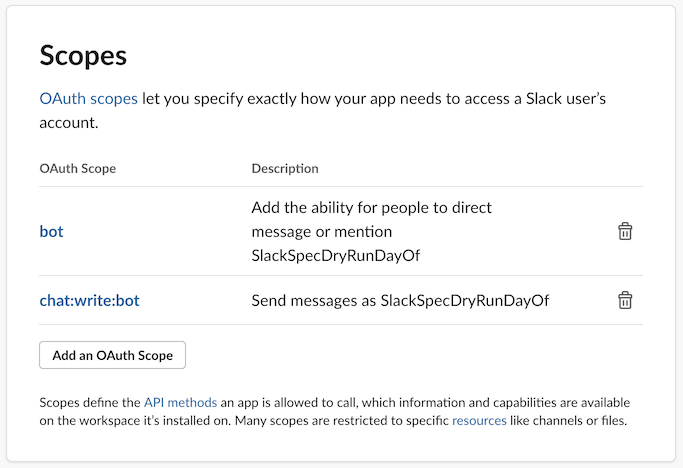 Scopes
OAuth scopes let you specify exactly how your app needs to access a Slack user’s
account.
OAuth Scope Description
bot Add the ability for people to direct
message or mention
SlackSpecDryRunDayOf
chat:write:bot Send messages as SlackSpecDryRunDayOf
Add an OAuth Scope
Scopes define the API methods an app is allowed to call, which information and capabilities are available
on the workspace it’s installed on. Many scopes are restricted to specific resources like channels or files.